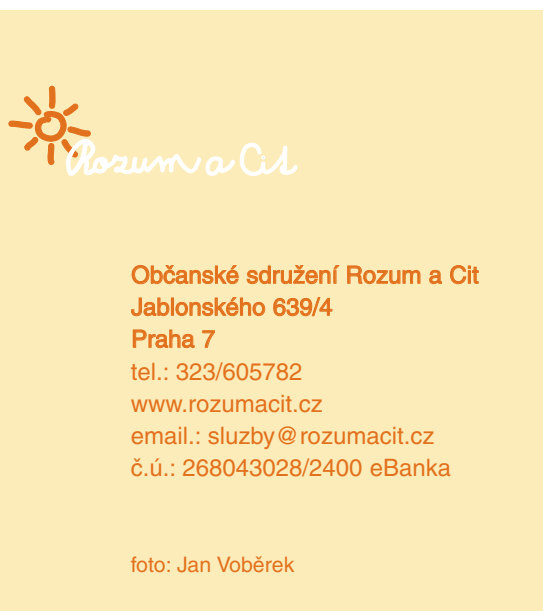 Rozum a Cit
Občanské sdružení Rozum a Cit
Jablonského 639/4
Praha 7
tel.: 323/605782
www.rozumacit.cz
email.: sluzby@rozumacit.cz
č.ú.: 268043028/2400 eBanka
foto: Jan Voběrek